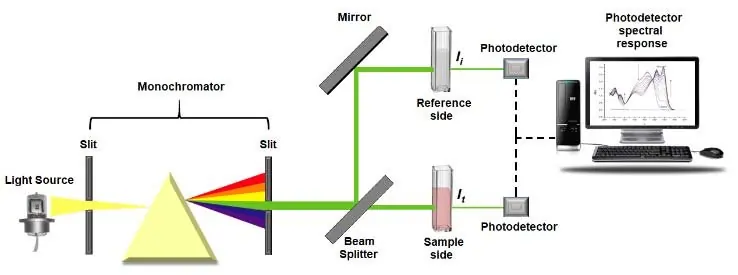 Mirror
Photodetector
spectral
response
Photodetector
I_i
Monochromator
Reference
side
Slit
Slit
Light Source
I_t
Photodetector
Beam
Splitter
Sample
side